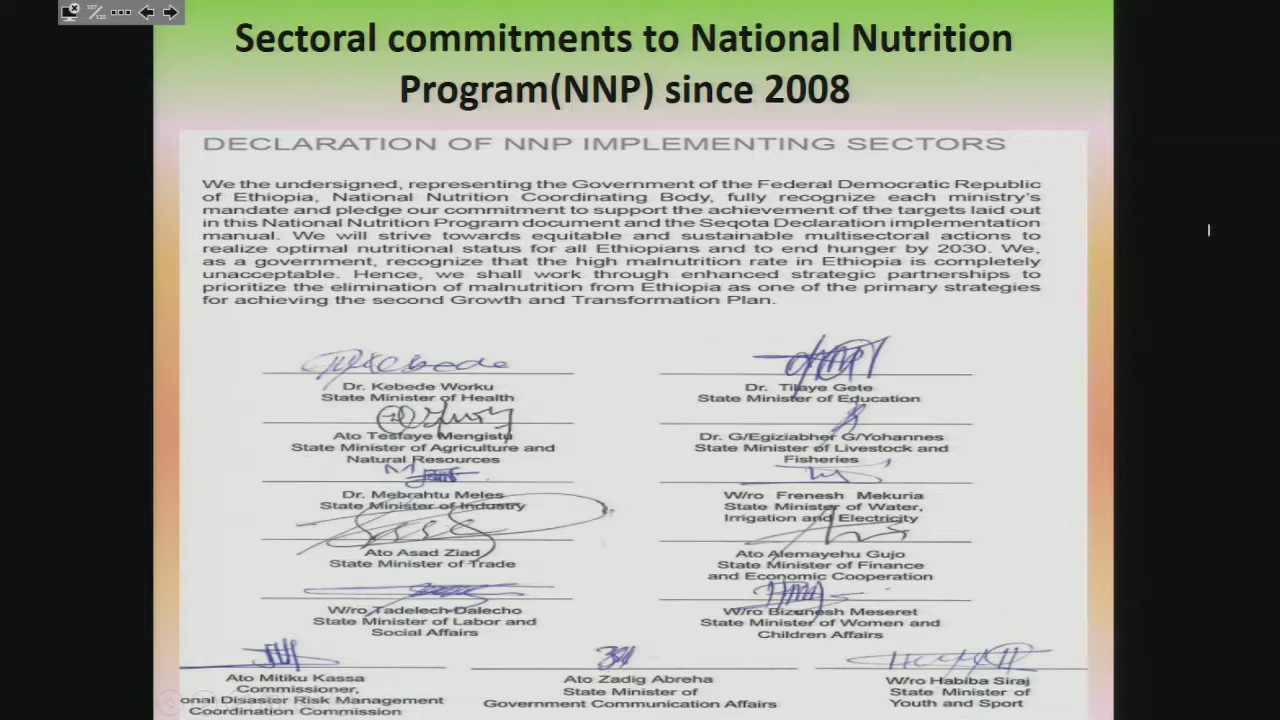 107/110
Sectoral commitments to National Nutrition
Program(NNP) since 2008
DECLARATION OF NNP IMPLEMENTING SECTORS
We the undersigned, representing the Government of the Federal Democratic Republic
of Ethiopia, National Nutrition Coordinating Body, fully recognize each ministry's
mandate and pledge our commitment to support the achievement of the targets laid out
in this National Nutrition Program document and the Seqota Declaration implementation
manual. We will strive towards equitable and sustainable multisectoral actions to
realize optimal nutritional status for all Ethiopians and to end hunger by 2030. We,
as a government, recognize that the high malnutrition rate in Ethiopia is completely
unacceptable. Hence, we shall work through enhanced strategic partnerships to
prioritize the elimination of malnutrition from Ethiopia as one of the primary strategies
for achieving the second Growth and Transformation Plan.
Dr. Kebede Worku
State Minister of Health
Dr. Tilaye Gete
State Minister of Education
Ato Tesfaye Mengistu
State Minister of Agriculture and
Natural Resources
Dr. G/Egiziabher G/Yohannes
State Minister of Livestock and
Fisheries
Dr. Mebrahtu Meles
State Minister of Industry
W/ro Frenesh Mekuria
State Minister of Water,
Irrigation and Electricity
Ato Asad Ziad
State Minister of Trade
Ato Alemayehu Gujo
State Minister of Finance
and Economic Cooperation
W/ro Tadelech Dalecho
State Minister of Labor and
Social Affairs
W/ro Bizunesh Meseret
State Minister of Women and
Children Affairs
Ato Mitiku Kassa
Commissioner,
onal Disaster Risk Management
Coordination Commission
Ato Zadig Abreha
State Minister of
Government Communication Affairs
W/ro Habiba Siraj
State Minister of
Youth and Sport